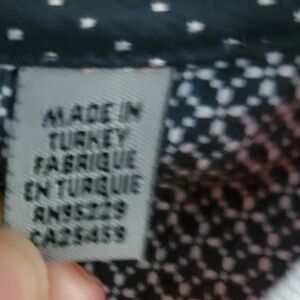 MADE IN
TURKEY
FABRIQUE
EN TURQUIE
RN95229
CA25459